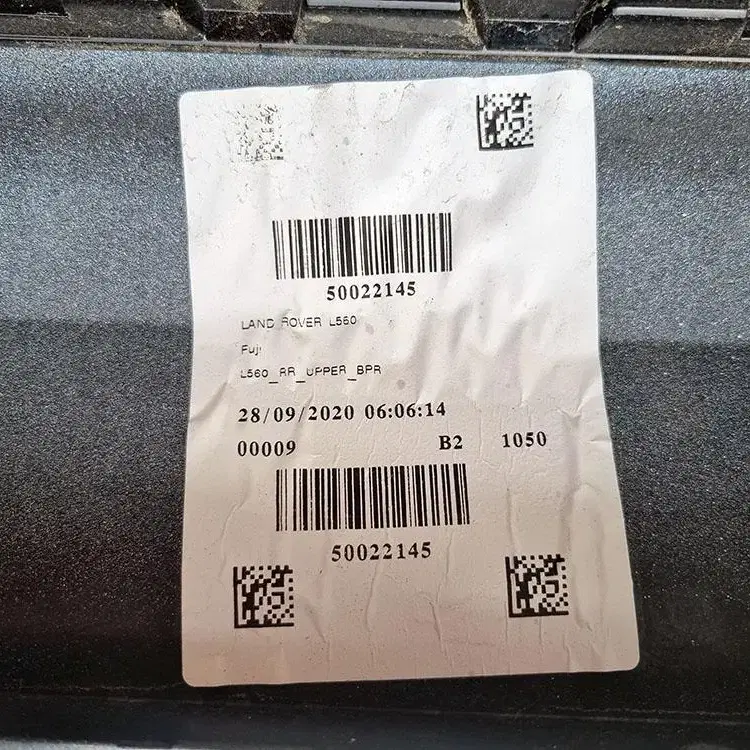 50022145
LAND ROVER L560
Fuji
L560_RR_UPPER_BPR
28/09/2020 06:06:14
00009 B2 1050
50022145